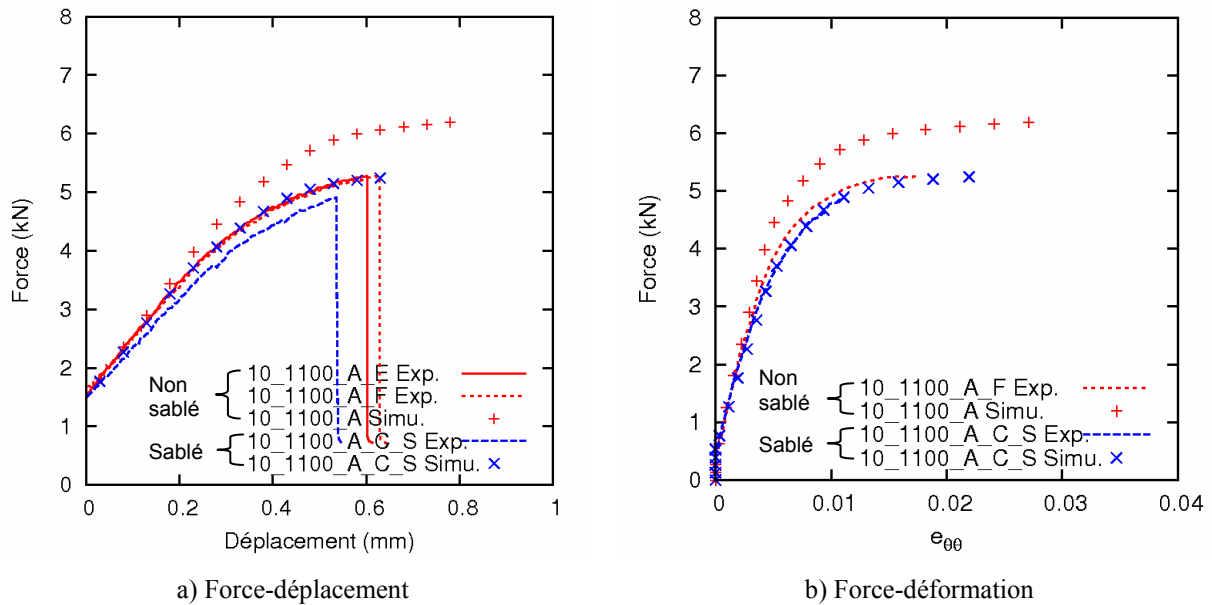 8
7
6
5
4
3
2
1
0
Force (kN)
Non
sablé
10_1100_A_E Exp.
10_1100_A_F Exp.
10_1100_A Simu.
Sablé
10_1100_A_C_S Exp.
10_1100_A_C_S Simu.
0 0.2 0.4 0.6 0.8 1
Déplacement (mm)
a) Force-déplacement
8
7
6
5
4
3
2
1
0
Force (kN)
Non
sablé
10_1100_A_F Exp.
10_1100_A Simu.
Sablé
10_1100_A_C_S Exp.
10_1100_A_C_S Simu.
0 0.01 0.02 0.03 0.04
eθθ
b) Force-déformation